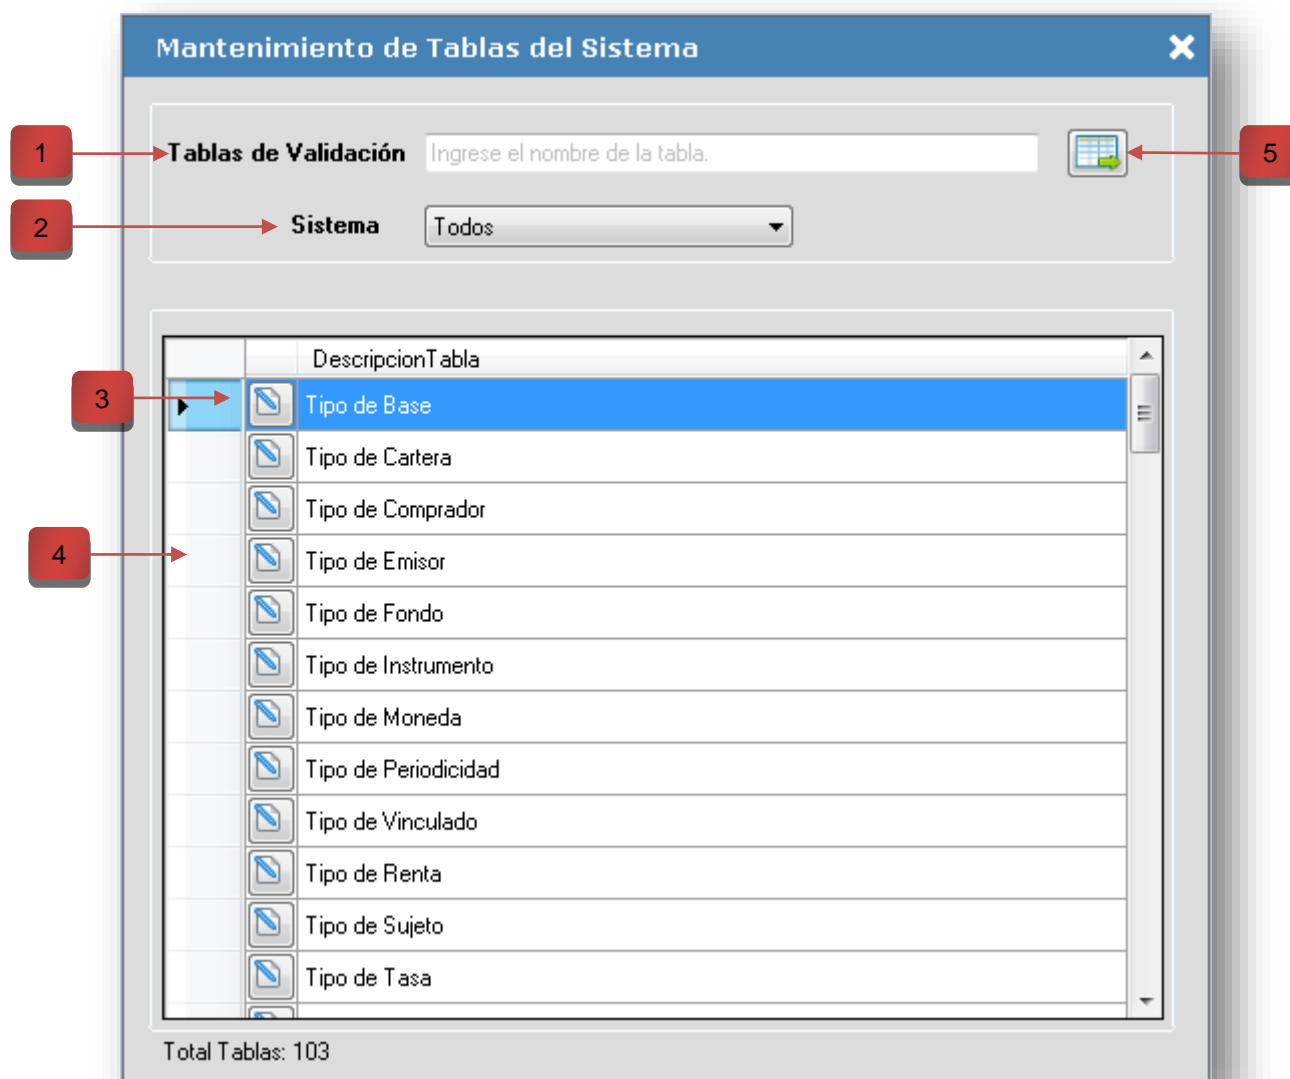 Mantenimiento de Tablas del Sistema
1 Tablas de Validación Ingrese el nombre de la tabla. 5
2 Sistema Todos
DescripcionTabla
3 Tipo de Base
Tipo de Cartera
Tipo de Comprador
4 Tipo de Emisor
Tipo de Fondo
Tipo de Instrumento
Tipo de Moneda
Tipo de Periodicidad
Tipo de Vinculado
Tipo de Renta
Tipo de Sujeto
Tipo de Tasa
Total Tablas: 103